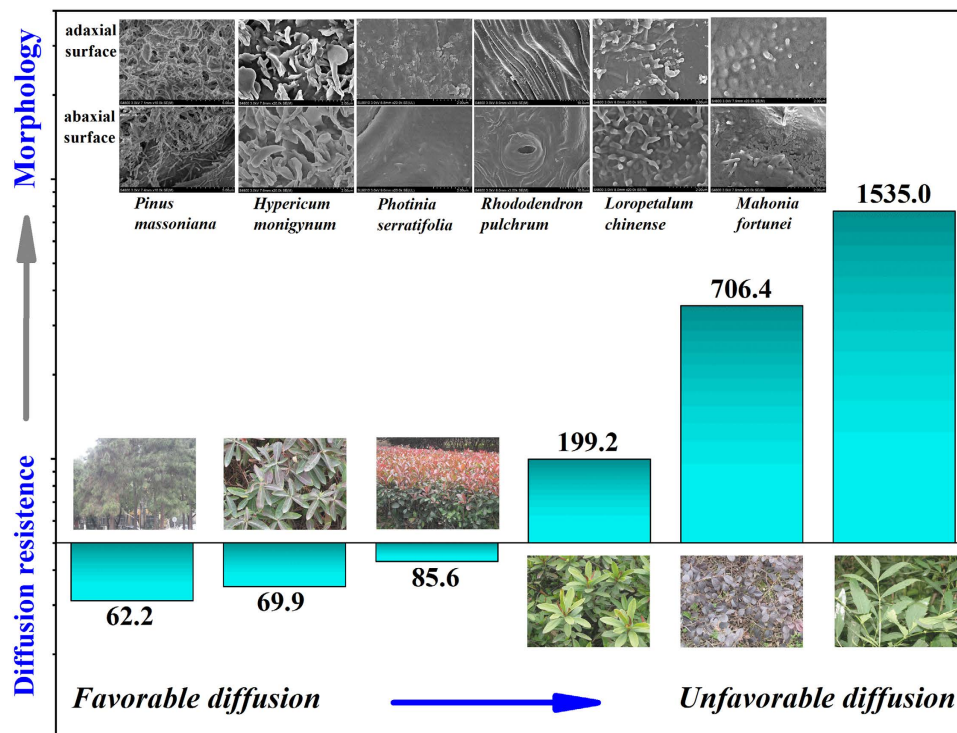 Morphology
Diffusion resistence
adaxial
surface
abaxial
surface
Pinus
massoniana
Hypericum
monigynum
Photinia
serratifolia
Rhododendron
pulchrum
Loropetalum
chinense
Mahonia
fortunei
1535.0
706.4
199.2
62.2
69.9
85.6
Favorable diffusion
Unfavorable diffusion